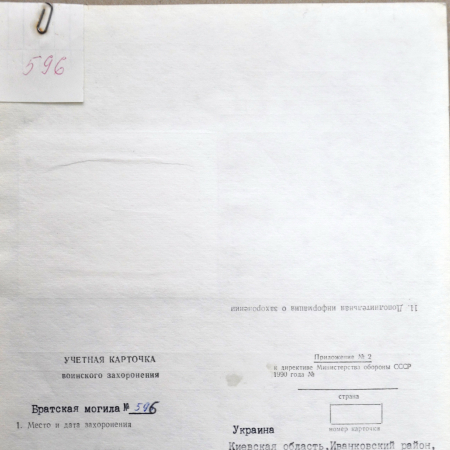 596
11. Дополнительная информация о захоронении
УЧЕТНАЯ КАРТОЧКА
воинского захоронения
Приложение № 2
к директиве Министерства обороны СССР
1990 года №
страна
Братская могила № 596
номер карточки
1. Место и дата захоронения
Украина
Киевская область, Иванковский район,